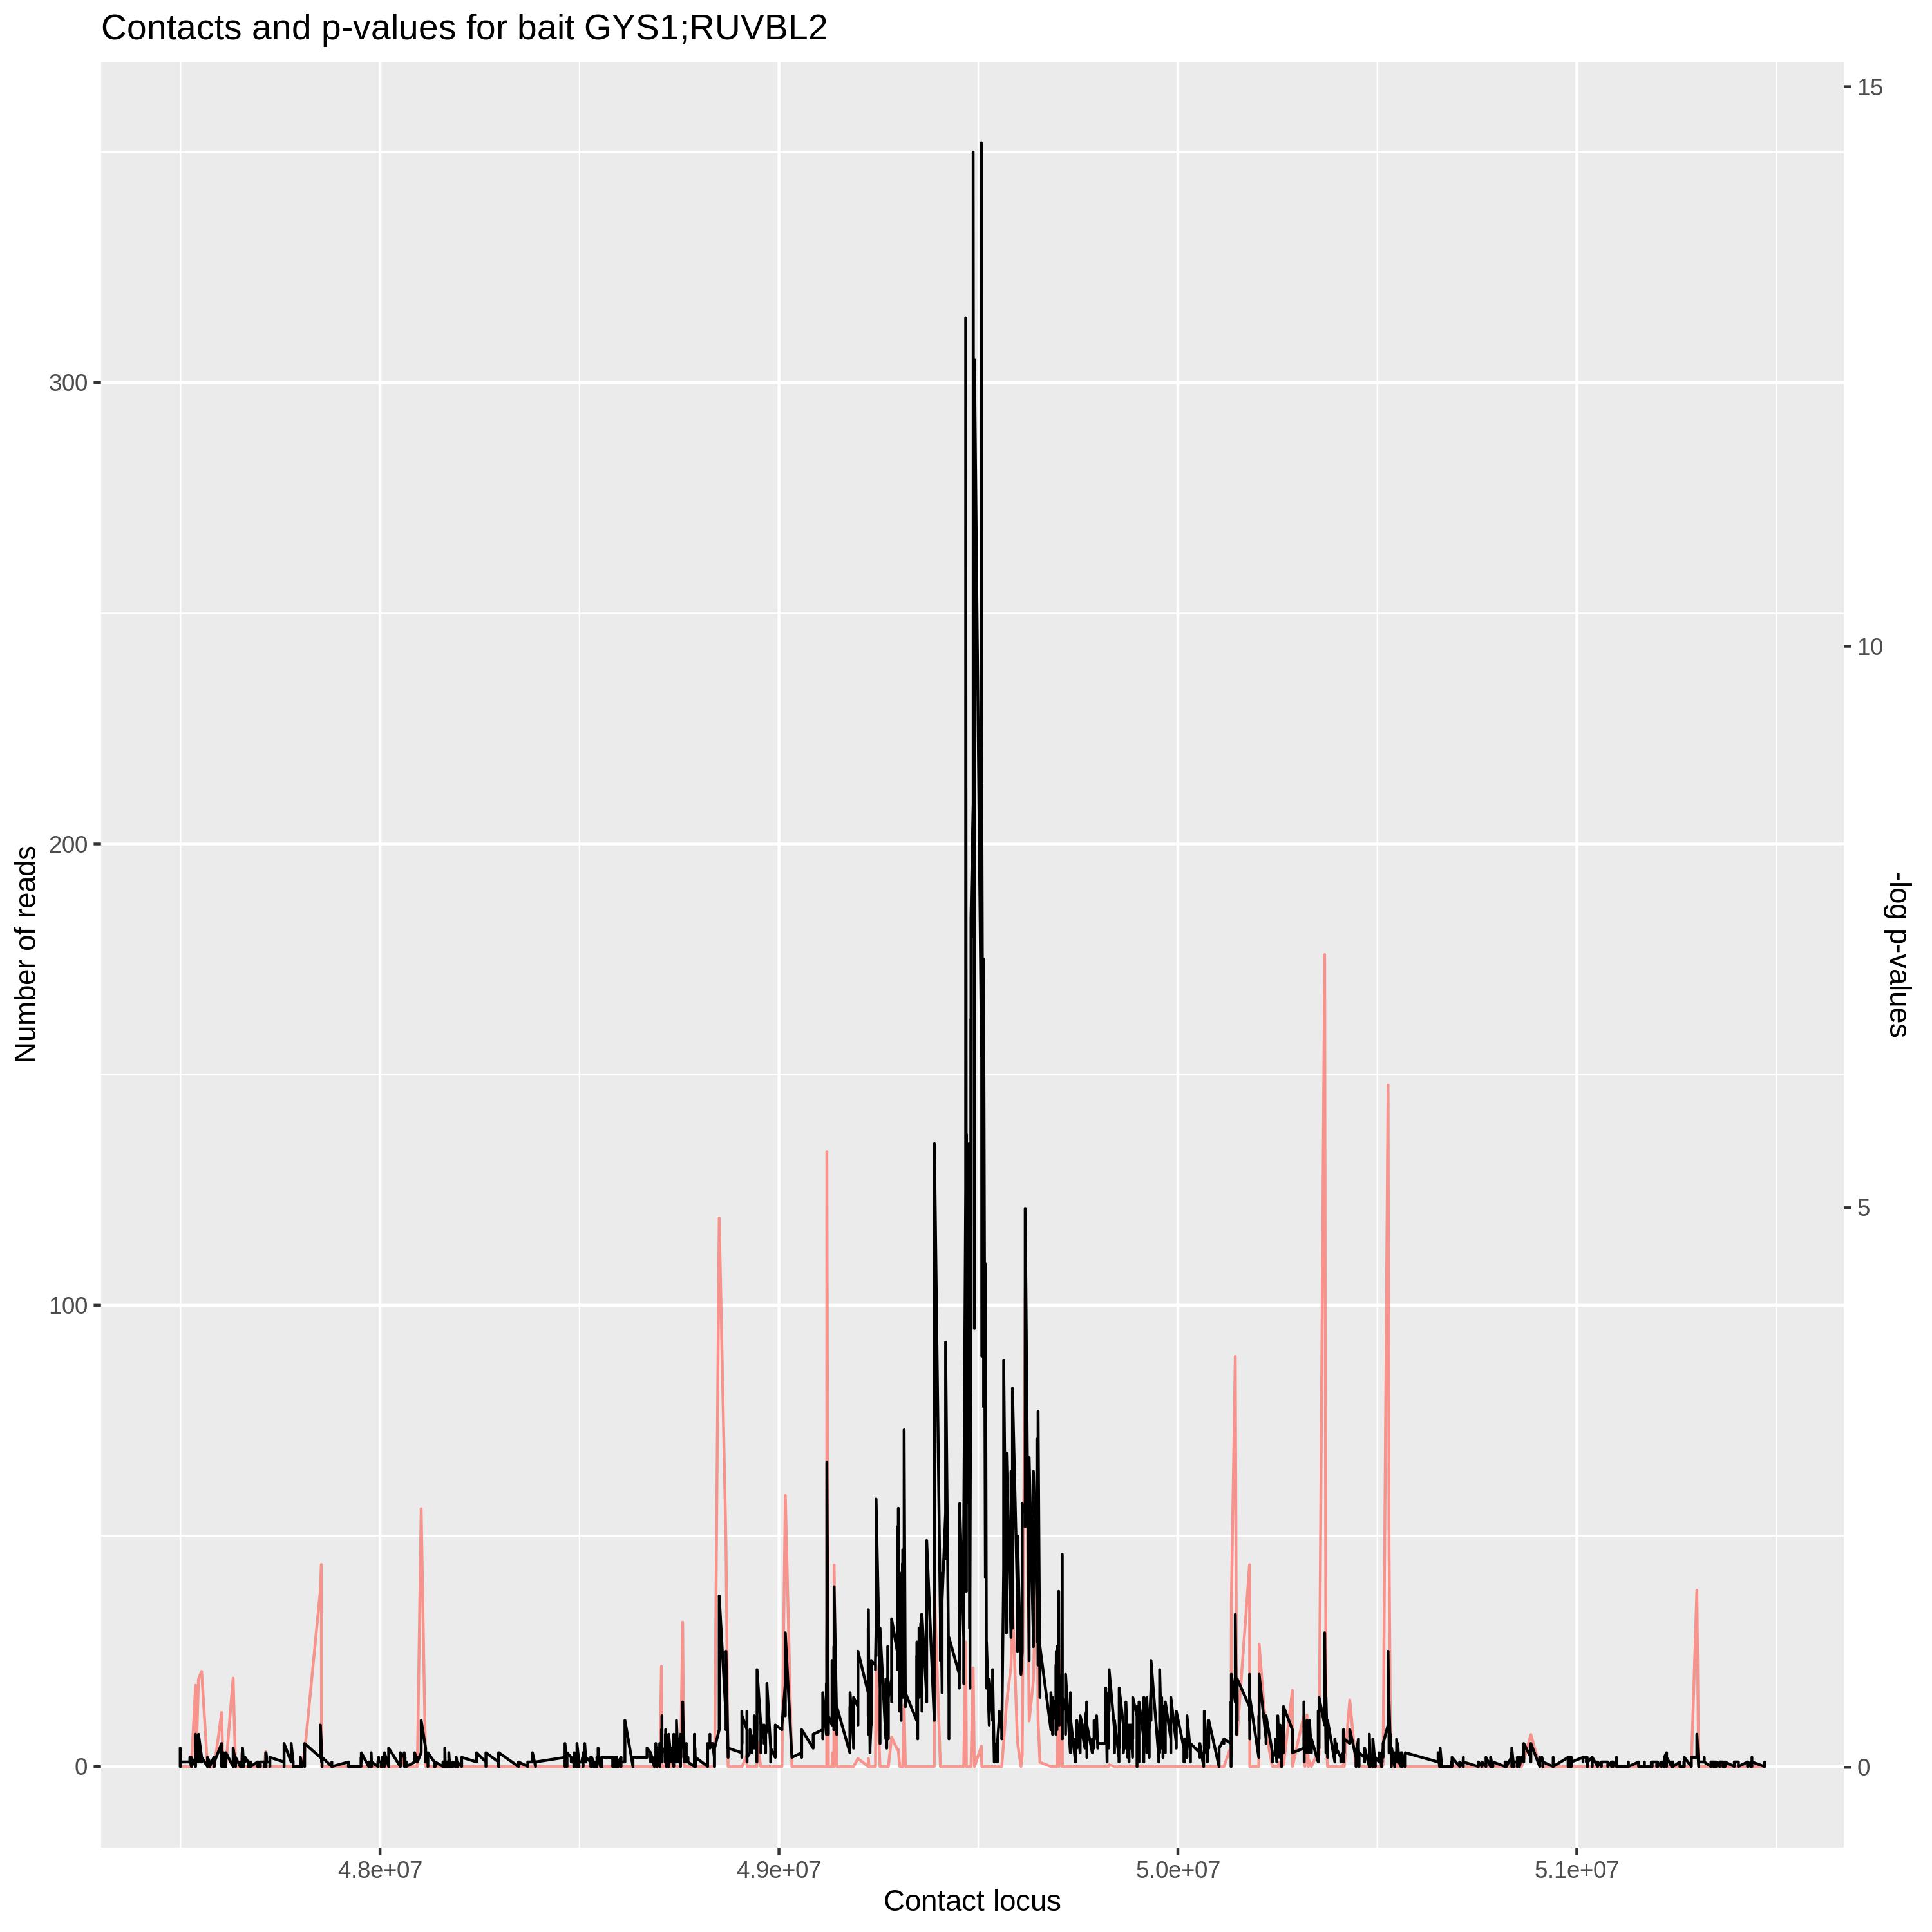 Contacts and p-values for bait GYS1;RUVBL2
15
300
10
200
Number of reads
-log p-values
5
100
0
0
4.8e+07
4.9e+07
5.0e+07
5.1e+07
Contact locus